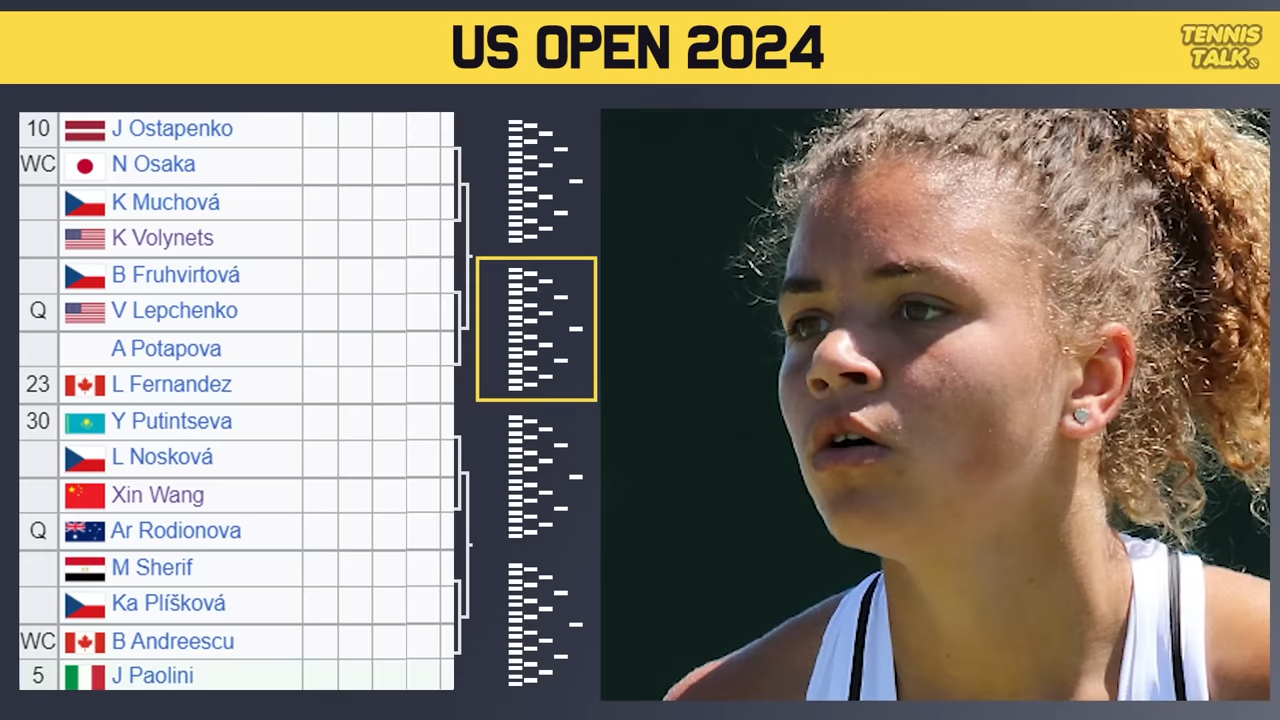 US OPEN 2024
TENNIS
TALK
10 J Ostapenko
WC N Osaka
K Muchová
K Volynets
B Fruhvirtová
Q V Lepchenko
A Potapova
23 L Fernandez
30 Y Putintseva
L Nosková
Xin Wang
Q Ar Rodionova
M Sherif
Ka Plíšková
WC B Andreescu
5 J Paolini